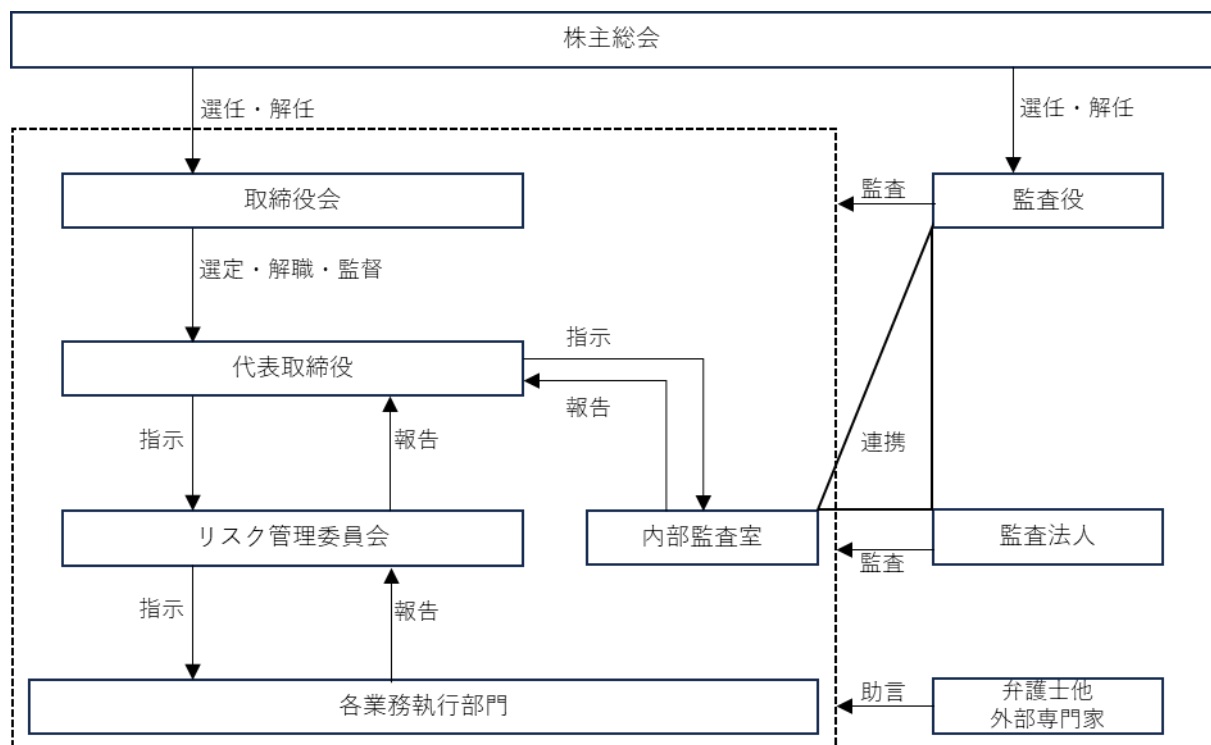 株主総会
選任・解任
選任・解任
取締役会
監査
監査役
選定・解職・監督
指示
代表取締役
報告
指示
報告
連携
リスク管理委員会
内部監査室
監査法人
監査
指示
報告
各業務執行部門
助言
弁護士他
外部専門家